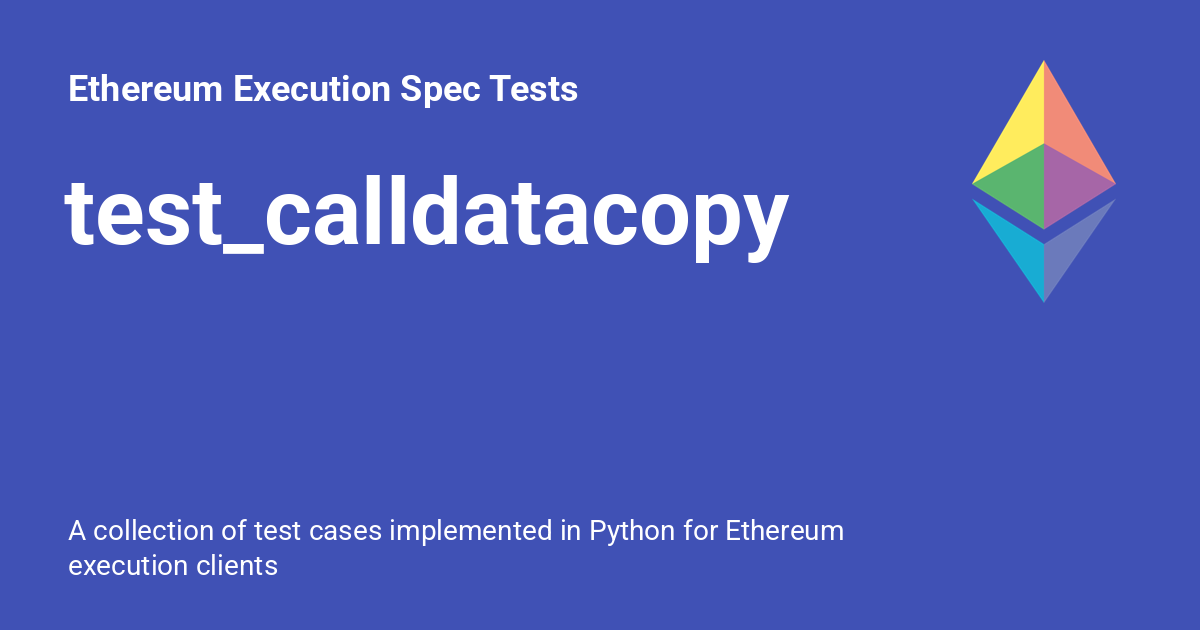 Ethereum Execution Spec Tests
test_calldatacopy
A collection of test cases implemented in Python for Ethereum
execution clients